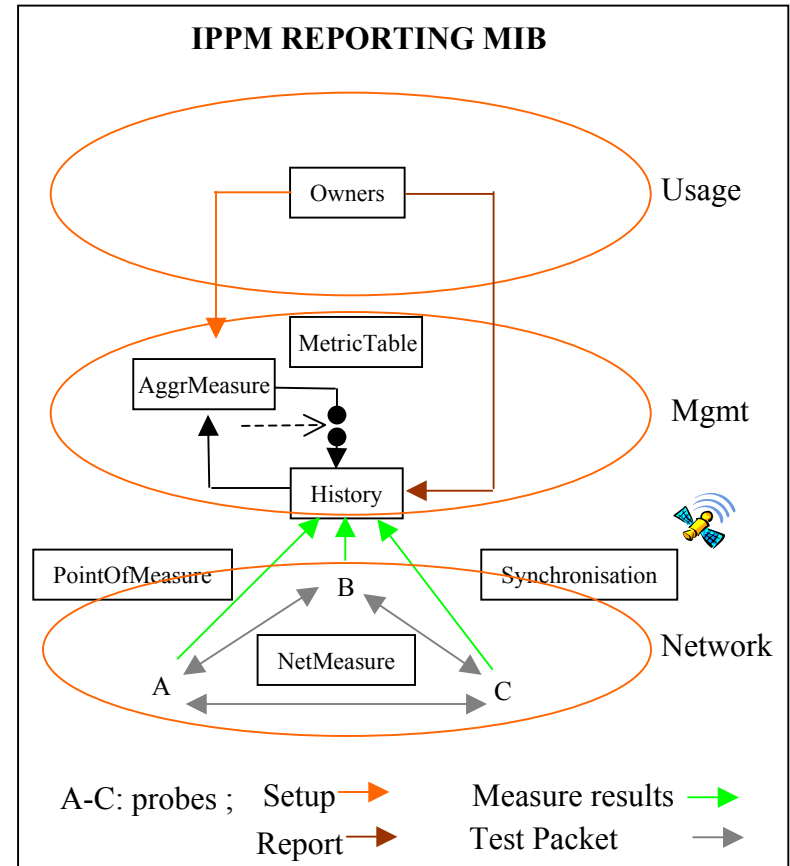 IPPM REPORTING MIB
Owners
Usage
MetricTable
AggrMeasure
Mgmt
History
PointOfMeasure
Synchronisation
B
NetMeasure
Network
A
C
A-C: probes ; Setup Measure results
Report Test Packet